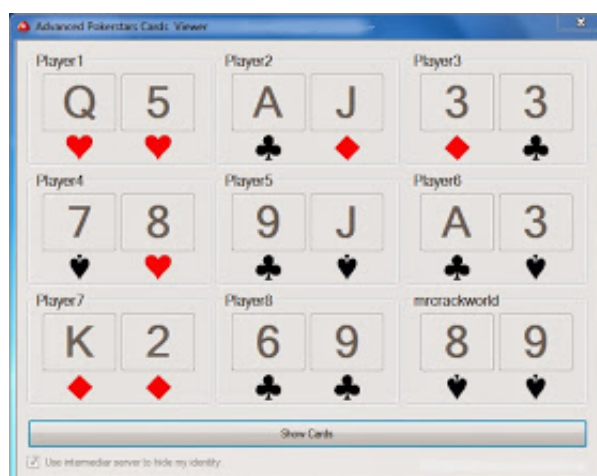 Advanced Pokerstars Cards Viewer
Player1 Player2 Player3
Q 5 A J 3 3
Player4 Player5 Player6
7 8 9 J A 3
Player7 Player8 mrcrackworld
K 2 6 9 8 9
Show Cards
Use intermediar server to hide my identity